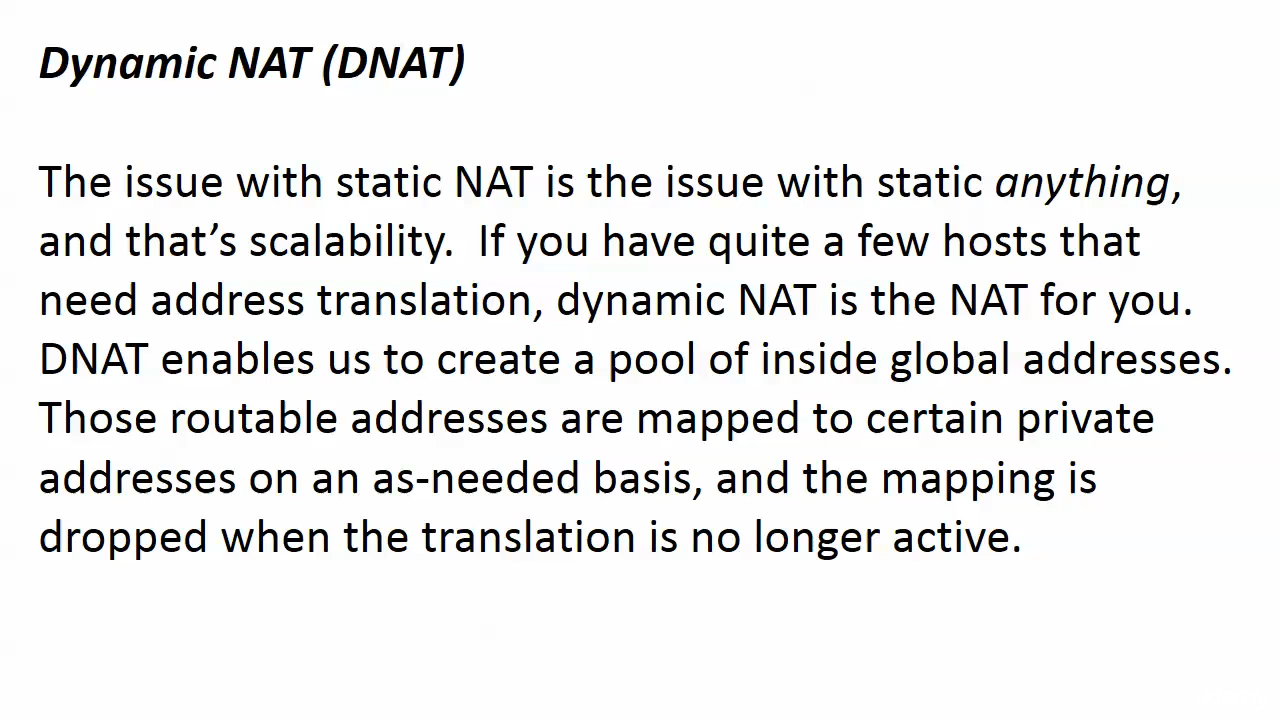 Dynamic NAT (DNAT)
The issue with static NAT is the issue with static anything,
and that’s scalability.  If you have quite a few hosts that
need address translation, dynamic NAT is the NAT for you.
DNAT enables us to create a pool of inside global addresses.
Those routable addresses are mapped to certain private
addresses on an as-needed basis, and the mapping is
dropped when the translation is no longer active.